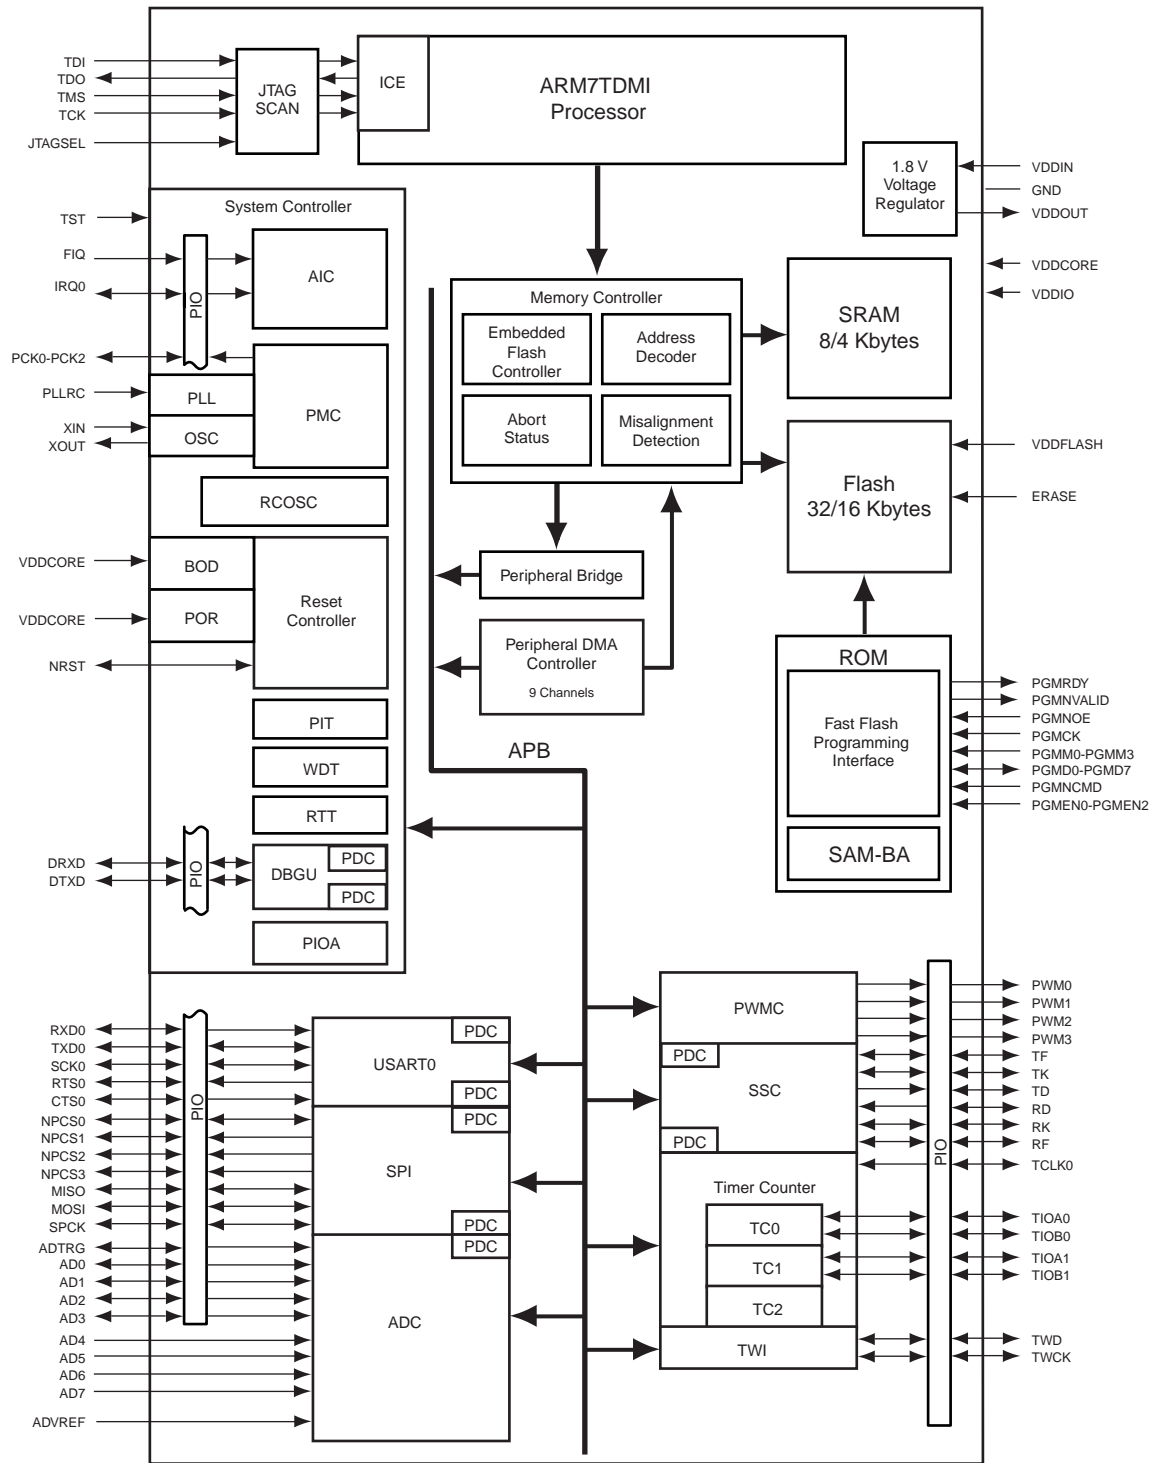 TDI
TDO
TMS
TCK
JTAGSEL
JTAG
SCAN
ICE
ARM7TDMI
Processor
1.8 V
Voltage
Regulator
VDDIN
GND
VDDOUT
VDDCORE
VDDIO
System Controller
TST
FIQ
IRQ0
PIO
AIC
PCK0-PCK2
PLLRC
XIN
XOUT
PLL
OSC
PMC
RCOSC
VDDCORE
VDDCORE
NRST
BOD
POR
Reset
Controller
PIT
WDT
RTT
DRXD
DTXD
PIO
DBGU
PDC
PDC
PIOA
Memory Controller
Embedded
Flash
Controller
Address
Decoder
Abort
Status
Misalignment
Detection
SRAM
8/4 Kbytes
Flash
32/16 Kbytes
VDDFLASH
ERASE
Peripheral Bridge
Peripheral DMA
Controller
9 Channels
APB
ROM
Fast Flash
Programming
Interface
SAM-BA
PGMRDY
PGMNVALID
PGMNOE
PGMCK
PGMM0-PGMM3
PGMD0-PGMD7
PGMNCMD
PGMEN0-PGMEN2
RXD0
TXD0
SCK0
RTS0
CTS0
NPCS0
NPCS1
NPCS2
NPCS3
MISO
MOSI
SPCK
ADTRG
AD0
AD1
AD2
AD3
AD4
AD5
AD6
AD7
ADVREF
PIO
PDC
USART0
PDC
PDC
SPI
PDC
PDC
ADC
PWMC
PDC
SSC
PDC
Timer Counter
TC0
TC1
TC2
TWI
PIO
PWM0
PWM1
PWM2
PWM3
TF
TK
TD
RD
RK
RF
TCLK0
TIOA0
TIOB0
TIOA1
TIOB1
TWD
TWCK